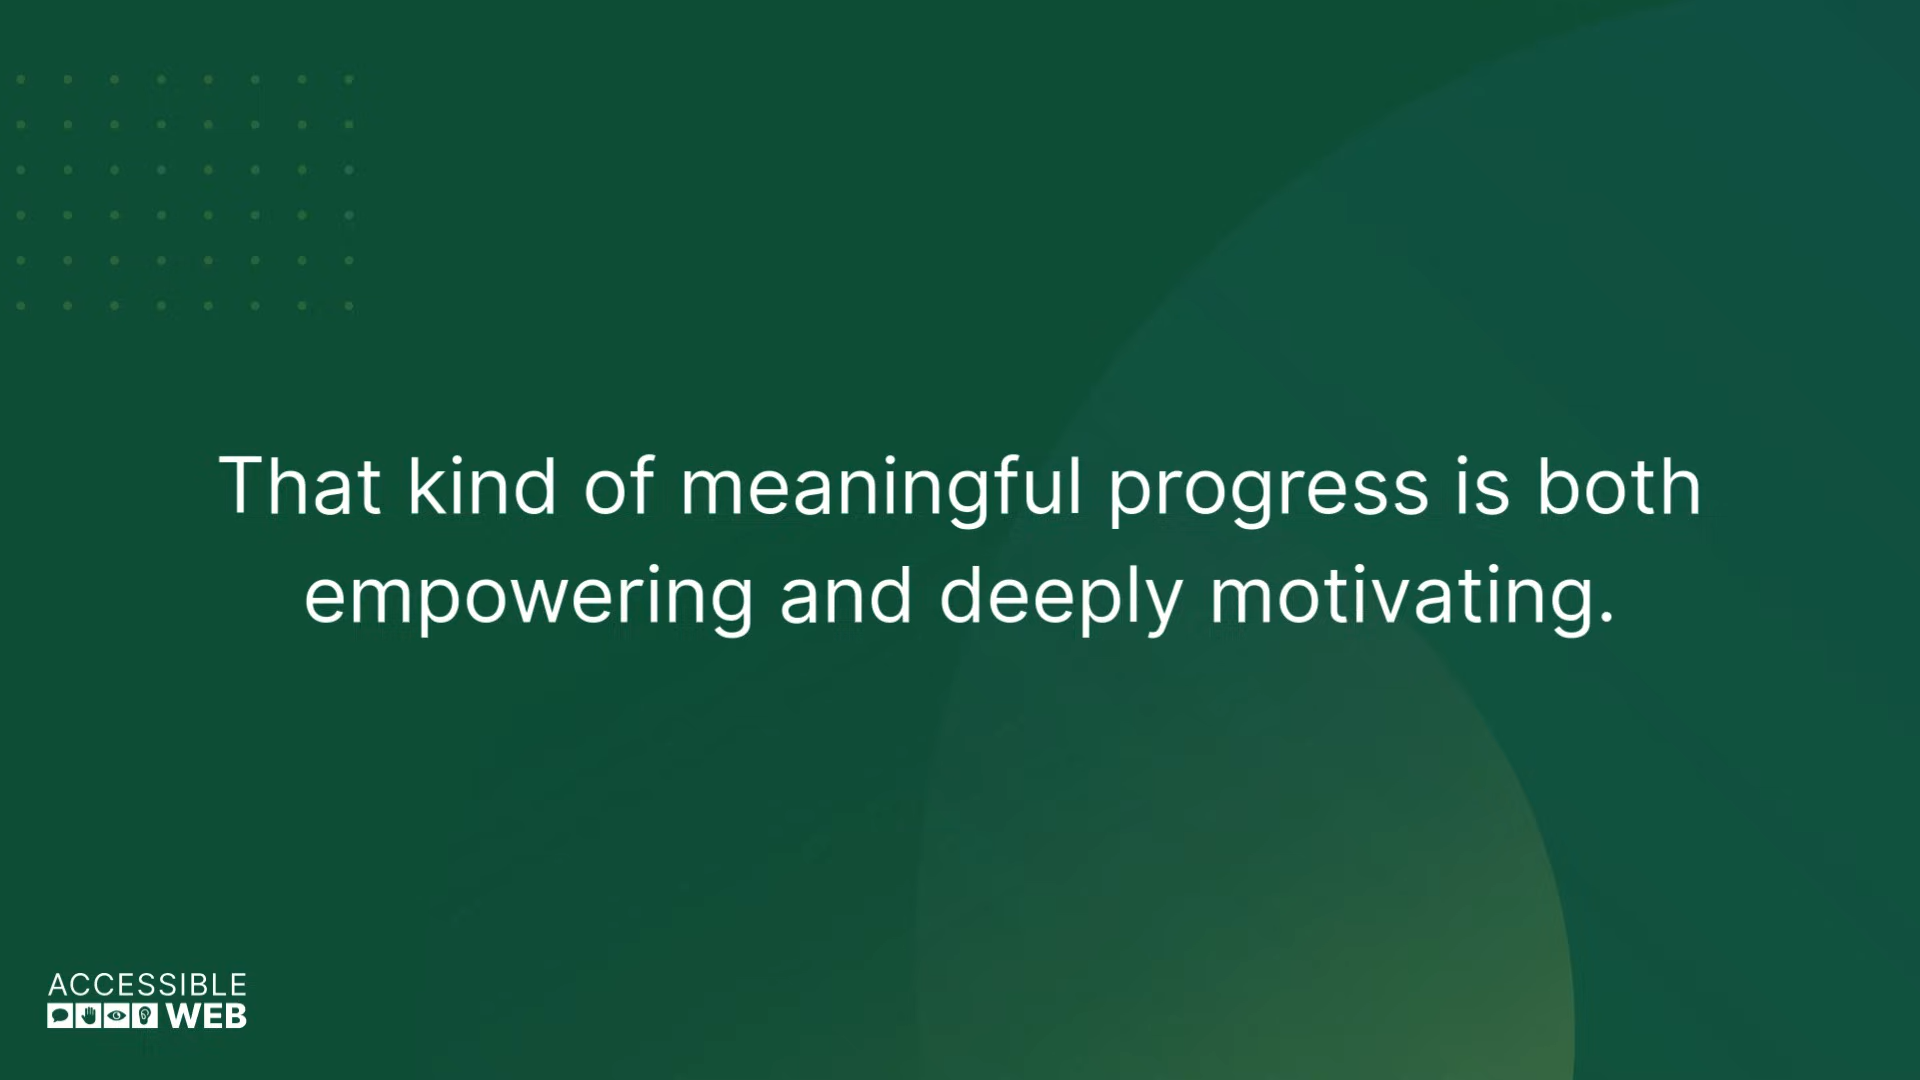 That kind of meaningful progress is both
empowering and deeply motivating.
ACCESSIBLE
WEB